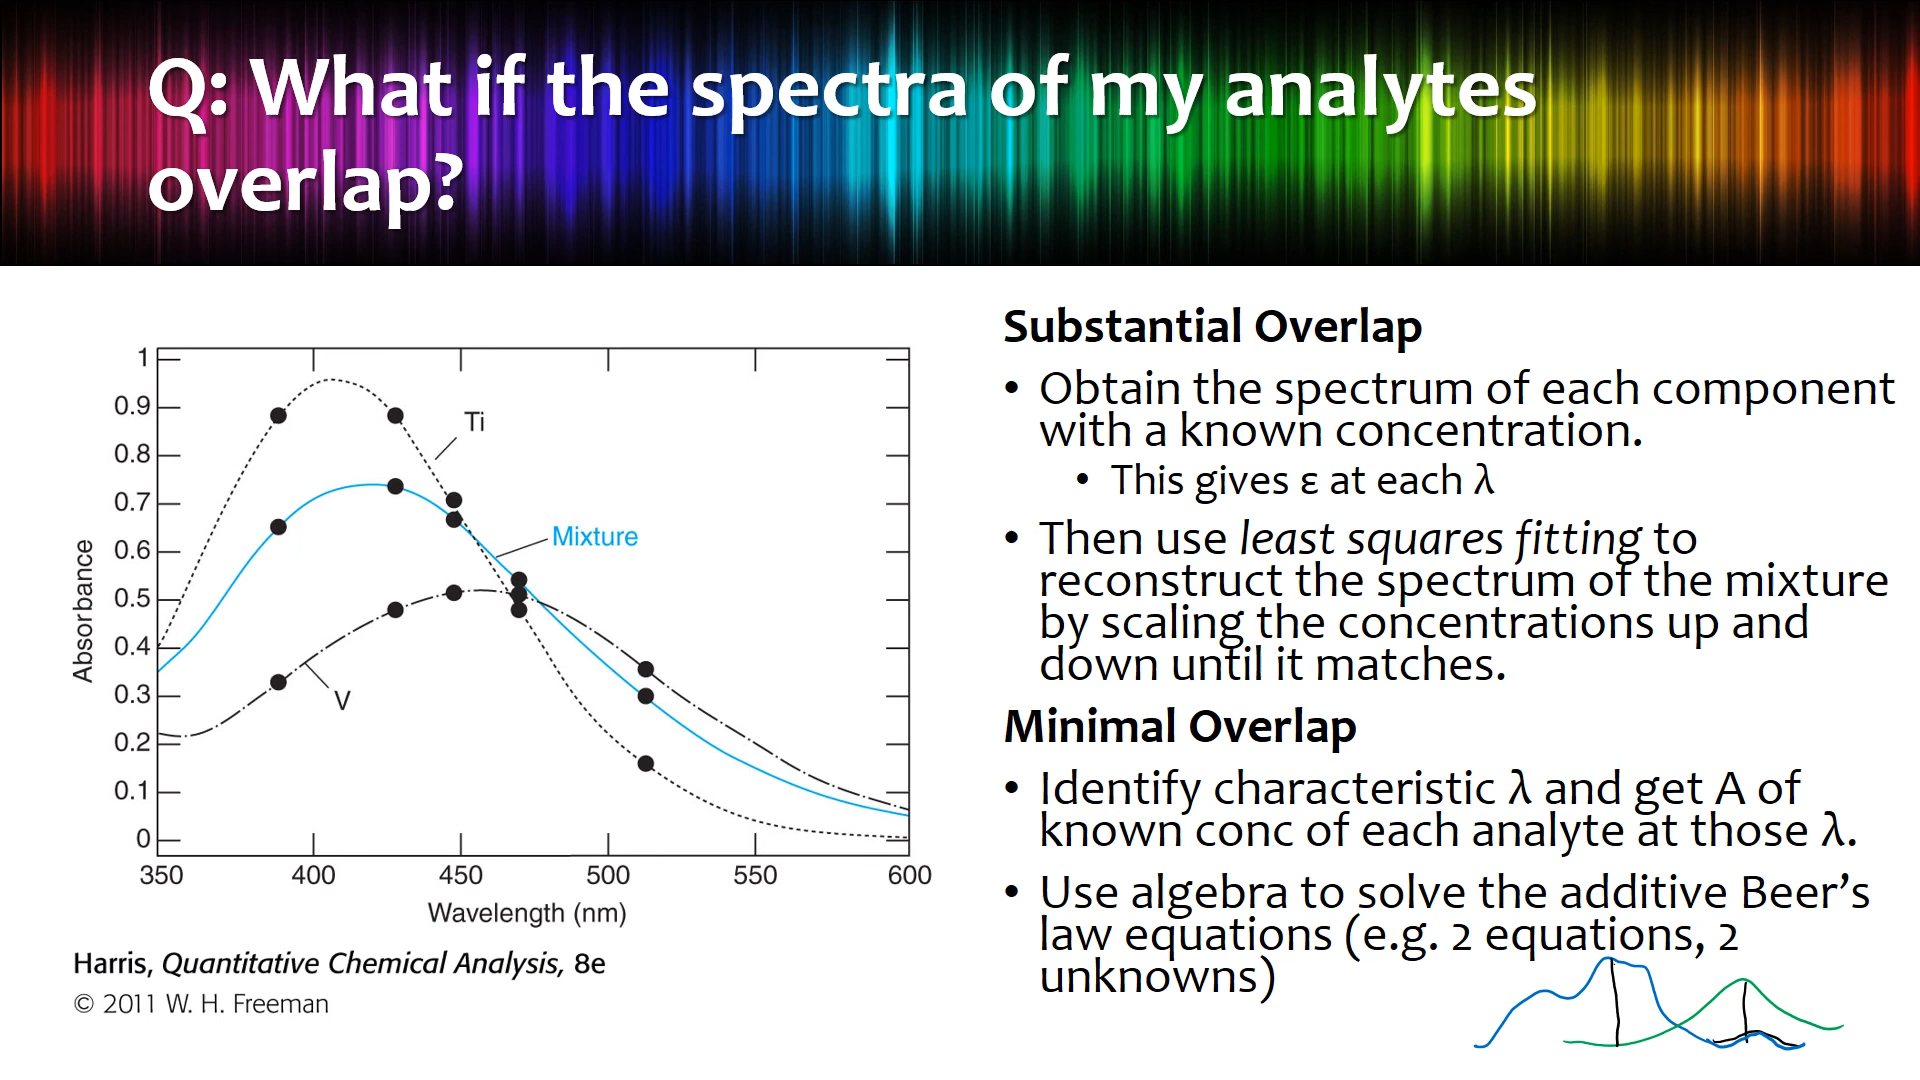 Q: What if the spectra of my analytes
overlap?
1
0.9
0.8
0.7
0.6
0.5
0.4
0.3
0.2
0.1
0
Absorbance
Ti
Mixture
V
350 400 450 500 550 600
Wavelength (nm)
Harris, Quantitative Chemical Analysis, 8e
© 2011 W. H. Freeman
Substantial Overlap
• Obtain the spectrum of each component
with a known concentration.
• This gives ε at each λ
• Then use least squares fitting to
reconstruct the spectrum of the mixture
by scaling the concentrations up and
down until it matches.
Minimal Overlap
• Identify characteristic λ and get A of
known conc of each analyte at those λ.
• Use algebra to solve the additive Beer’s
law equations (e.g. 2 equations, 2
unknowns)